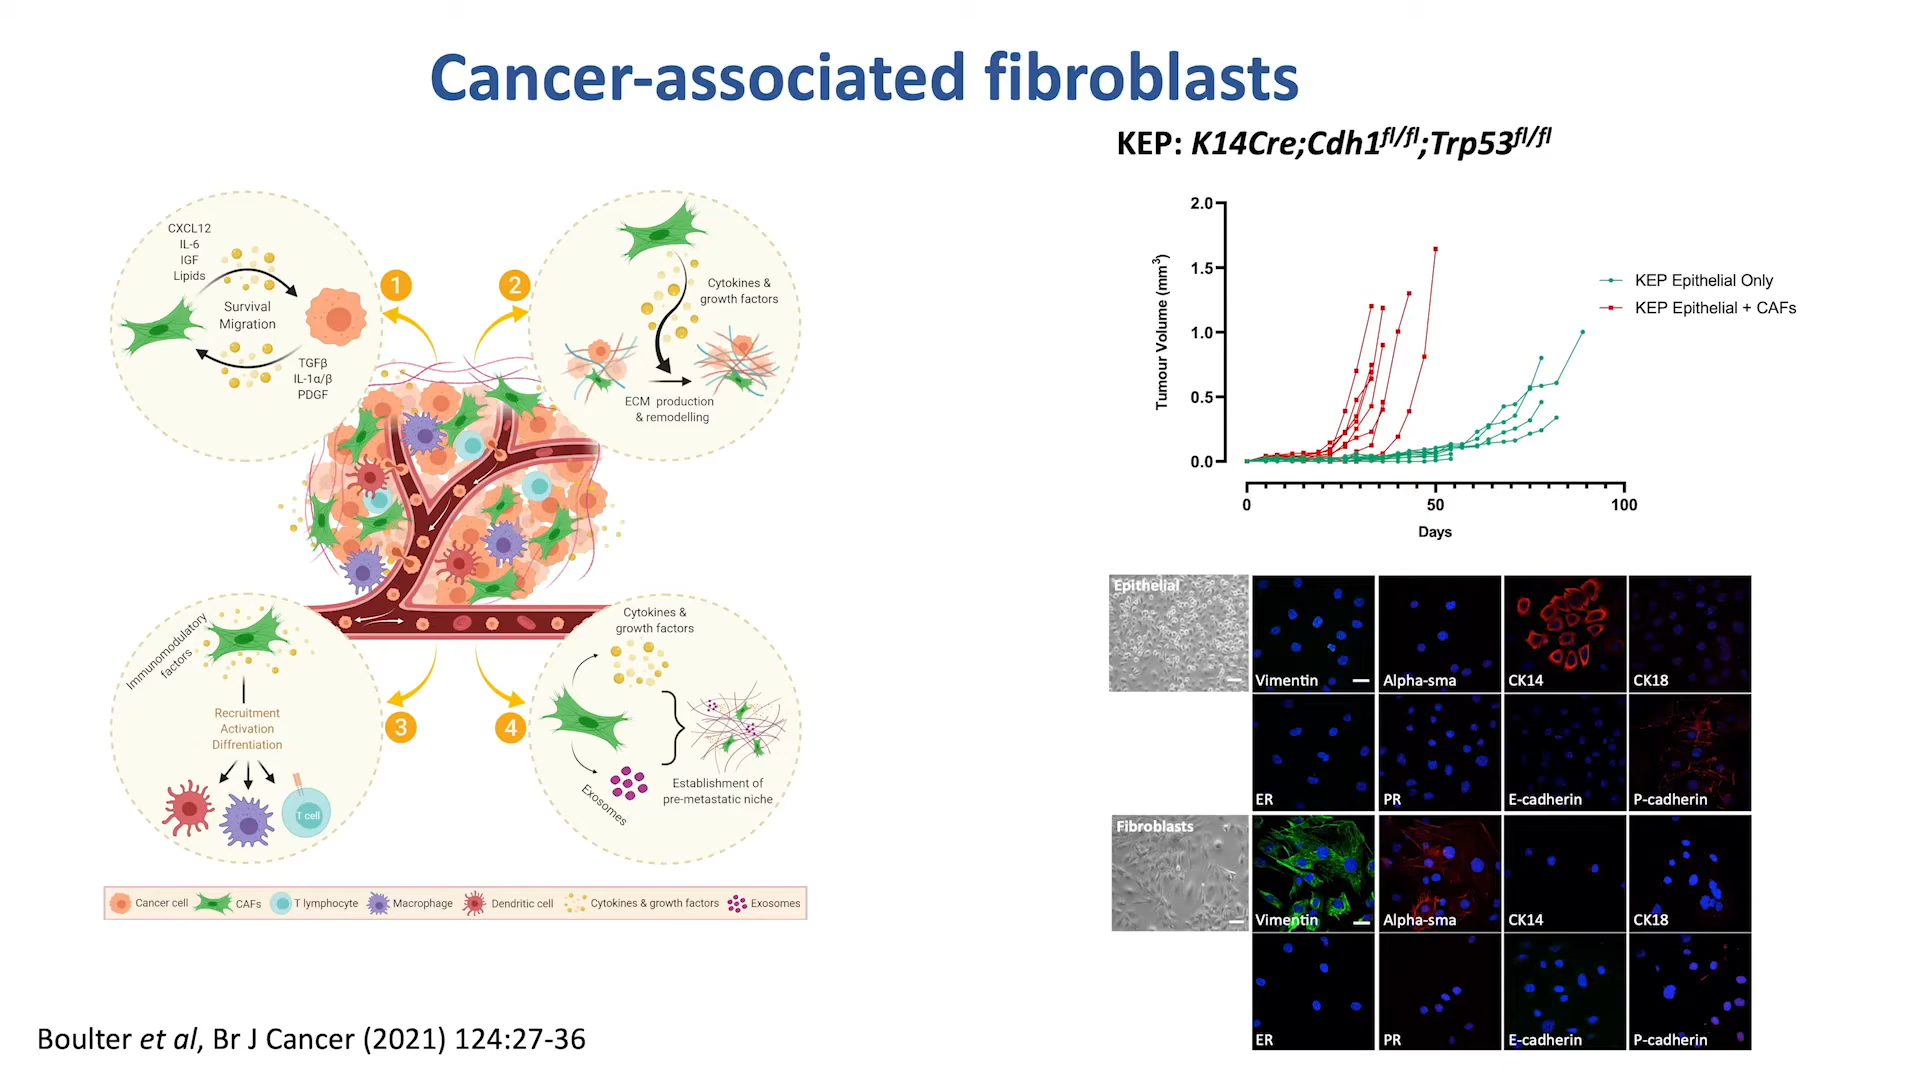 Cancer-associated fibroblasts
KEP: K14Cre;Cdh1fl/fl;Trp53fl/fl
CXCL12
IL-6
IGF
Lipids
Survival
Migration
TGFβ
IL-1α/β
PDGF
1
2
Cytokines &
growth factors
ECM production
& remodelling
Immunomodulatory
factors
Recruitment
Activation
Diffrentiation
T cell
3
4
Cytokines &
growth factors
Exosomes
Establishment of
pre-metastatic niche
Cancer cell
CAFs
T lymphocyte
Macrophage
Dendritic cell
Cytokines & growth factors
Exosomes
Boulter et al, Br J Cancer (2021) 124:27-36
Tumour Volume (mm3)
2.0
1.5
1.0
0.5
0.0
0
50
100
Days
KEP Epithelial Only
KEP Epithelial + CAFs
Epithelial
Vimentin
Alpha-sma
CK14
CK18
ER
PR
E-cadherin
P-cadherin
Fibroblasts
Vimentin
Alpha-sma
CK14
CK18
ER
PR
E-cadherin
P-cadherin